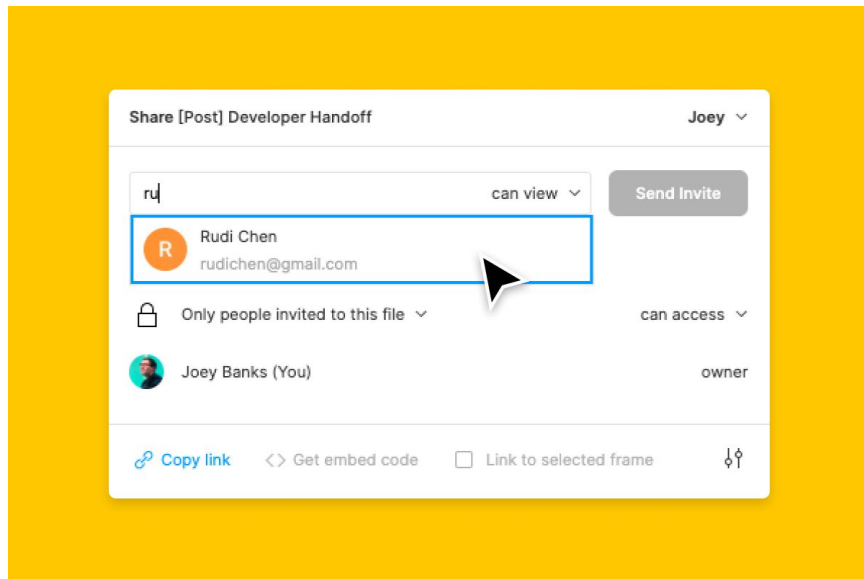 Share [Post] Developer Handoff Joey
ru can view Send Invite
R
Rudi Chen
rudichen@gmail.com
Only people invited to this file can access
Joey Banks (You) owner
Copy link <> Get embed code Link to selected frame